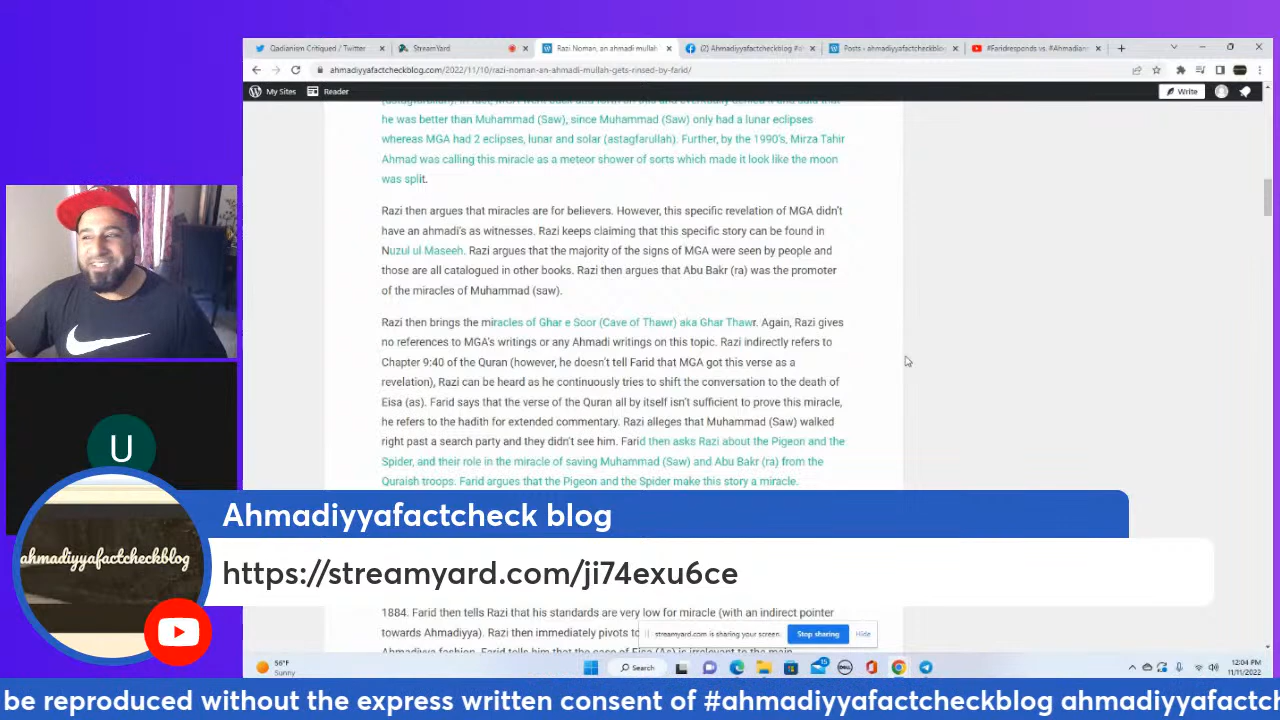 Qadianism Critiqued / Twitter
StreamYard
Razi Noman, an ahmadi mullah
(2) Ahmadiyyafactcheckblog
Posts ‹ ahmadiyyafactcheckblog
#Faridresponds vs. #Ahmadian
ahmadiyyafactcheckblog.com/2022/11/10/razi-noman-an-ahmadi-mullah-gets-rinsed-by-farid/
My Sites Reader Write
he was better than Muhammad (Saw), since Muhammad (Saw) only had a lunar eclipses
whereas MGA had 2 eclipses, lunar and solar (astagfarullah). Further, by the 1990's, Mirza Tahir
Ahmad was calling this miracle as a meteor shower of sorts which made it look like the moon
was split.
Razi then argues that miracles are for believers. However, this specific revelation of MGA didn't
have an ahmadi's as witnesses. Razi keeps claiming that this specific story can be found in
Nuzul ul Maseeh. Razi argues that the majority of the signs of MGA were seen by people and
those are all catalogued in other books. Razi then argues that Abu Bakr (ra) was the promoter
of the miracles of Muhammad (saw).
Razi then brings the miracles of Ghar e Soor (Cave of Thawr) aka Ghar Thawr. Again, Razi gives
no references to MGA's writings or any Ahmadi writings on this topic. Razi indirectly refers to
Chapter 9:40 of the Quran (however, he doesn't tell Farid that MGA got this verse as a
revelation), Razi can be heard as he continuously tries to shift the conversation to the death of
Eisa (as). Farid says that the verse of the Quran all by itself isn't sufficient to prove this miracle,
he refers to the hadith for extended commentary. Razi alleges that Muhammad (Saw) walked
right past a search party and they didn't see him. Farid then asks Razi about the Pigeon and the
Spider, and their role in the miracle of saving Muhammad (Saw) and Abu Bakr (ra) from the
Quraish troops. Farid argues that the Pigeon and the Spider make this story a miracle.
U
Ahmadiyyafactcheck blog
ahmadiyyafactcheckblog
https://streamyard.com/ji74exu6ce
1884. Farid then tells Razi that his standards are very low for miracle (with an indirect pointer
towards Ahmadiyya). Razi then immediately pivots to
streamyard.com is sharing your screen. Stop sharing Hide
56°F
Sunny
Search
12:04 PM
11/11/2022
be reproduced without the express written consent of #ahmadiyyafactcheckblog ahmadiyyafactc